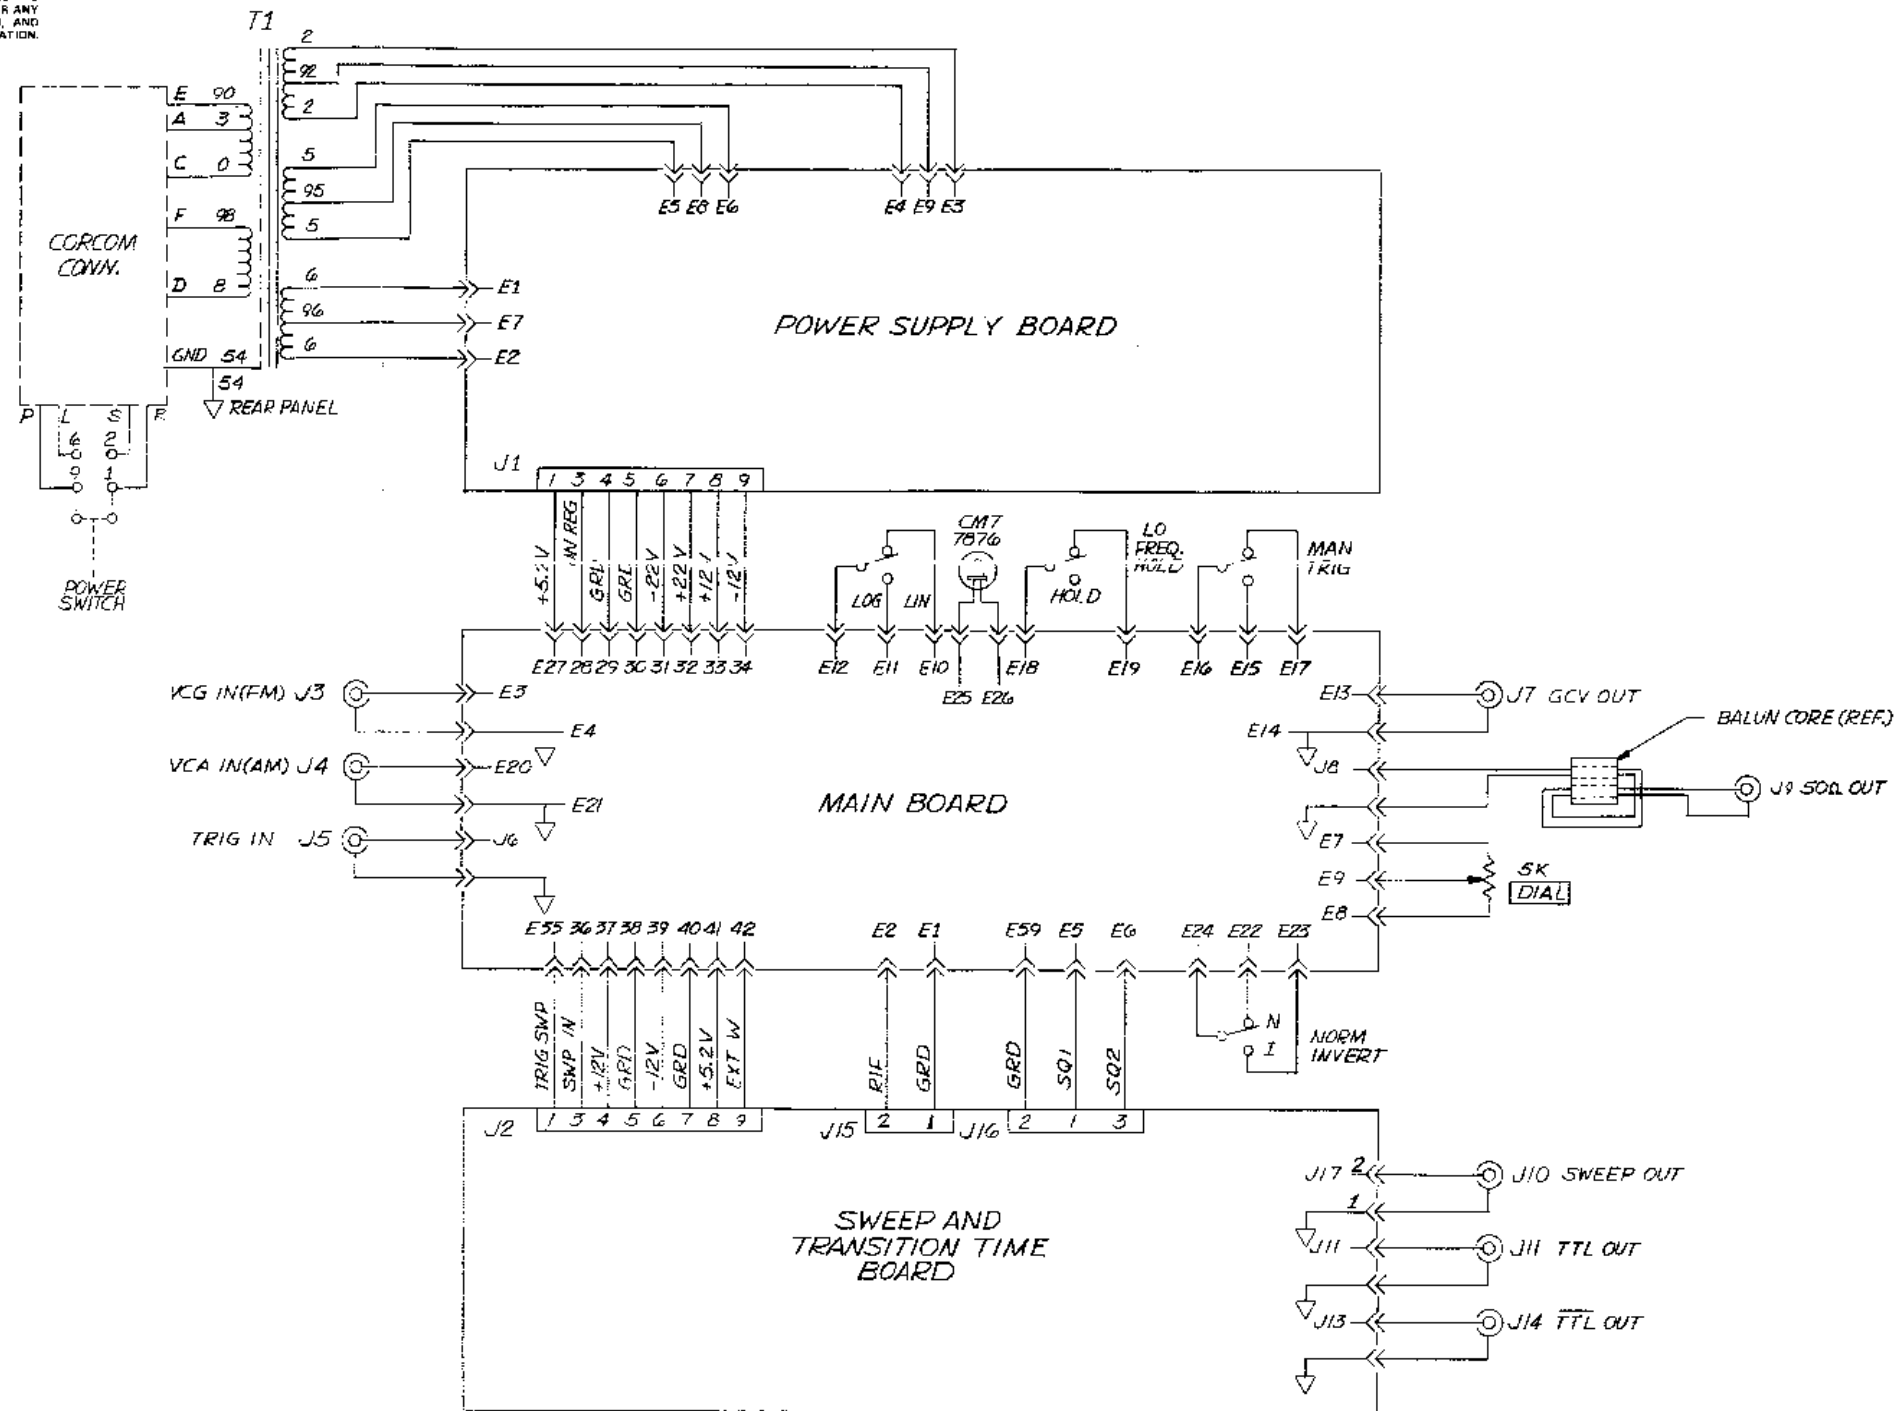 R ANY
, AND
ATION.
T1
2
92
2
5
95
5
6
96
6
E 90
A 3
C 0
F 98
D 8
GND 54
54
REAR PANEL
CORCOM
CONN.
P L S
6 2
9 1
POWER
SWITCH
E5 E8 E6
E4 E9 E3
E1
E7
E2
POWER SUPPLY BOARD
J1
1 3 4 5 6 7 8 9
+5.2V
UN REG
GRD
GRD
-22V
+22V
+12V
-12V
LOG LIN
CM7
7876
HOLD
LO
FREQ.
HOLD
MAN
TRIG
E27 28 29 30 31 32 33 34
E12 E11 E10
E25 E26
E18 E19
E16 E15 E17
VCG IN(FM) J3
E3
E4
VCA IN(AM) J4
E20
E21
TRIG IN J5
J6
MAIN BOARD
E13
J7 GCV OUT
E14
J8
BALUN CORE (REF.)
J9 50Ω OUT
E7
E9
E8
5K
DIAL
E35 36 37 38 39 40 41 42
E2 E1
E59 E5 E6
E24 E22 E23
TRIG SWP
SWP IN
+12V
GRD
-12V
GRD
+5.2V
EXT W
GRD
GRD
SQ1
SQ2
N
I
NORM
INVERT
J2
1 3 4 5 6 7 8 9
J15
2 1
J16
2 1 3
SWEEP AND
TRANSITION TIME
BOARD
J17 2
J10 SWEEP OUT
1
J11
J11 TTL OUT
J13
J14 T̅T̅L̅ OUT